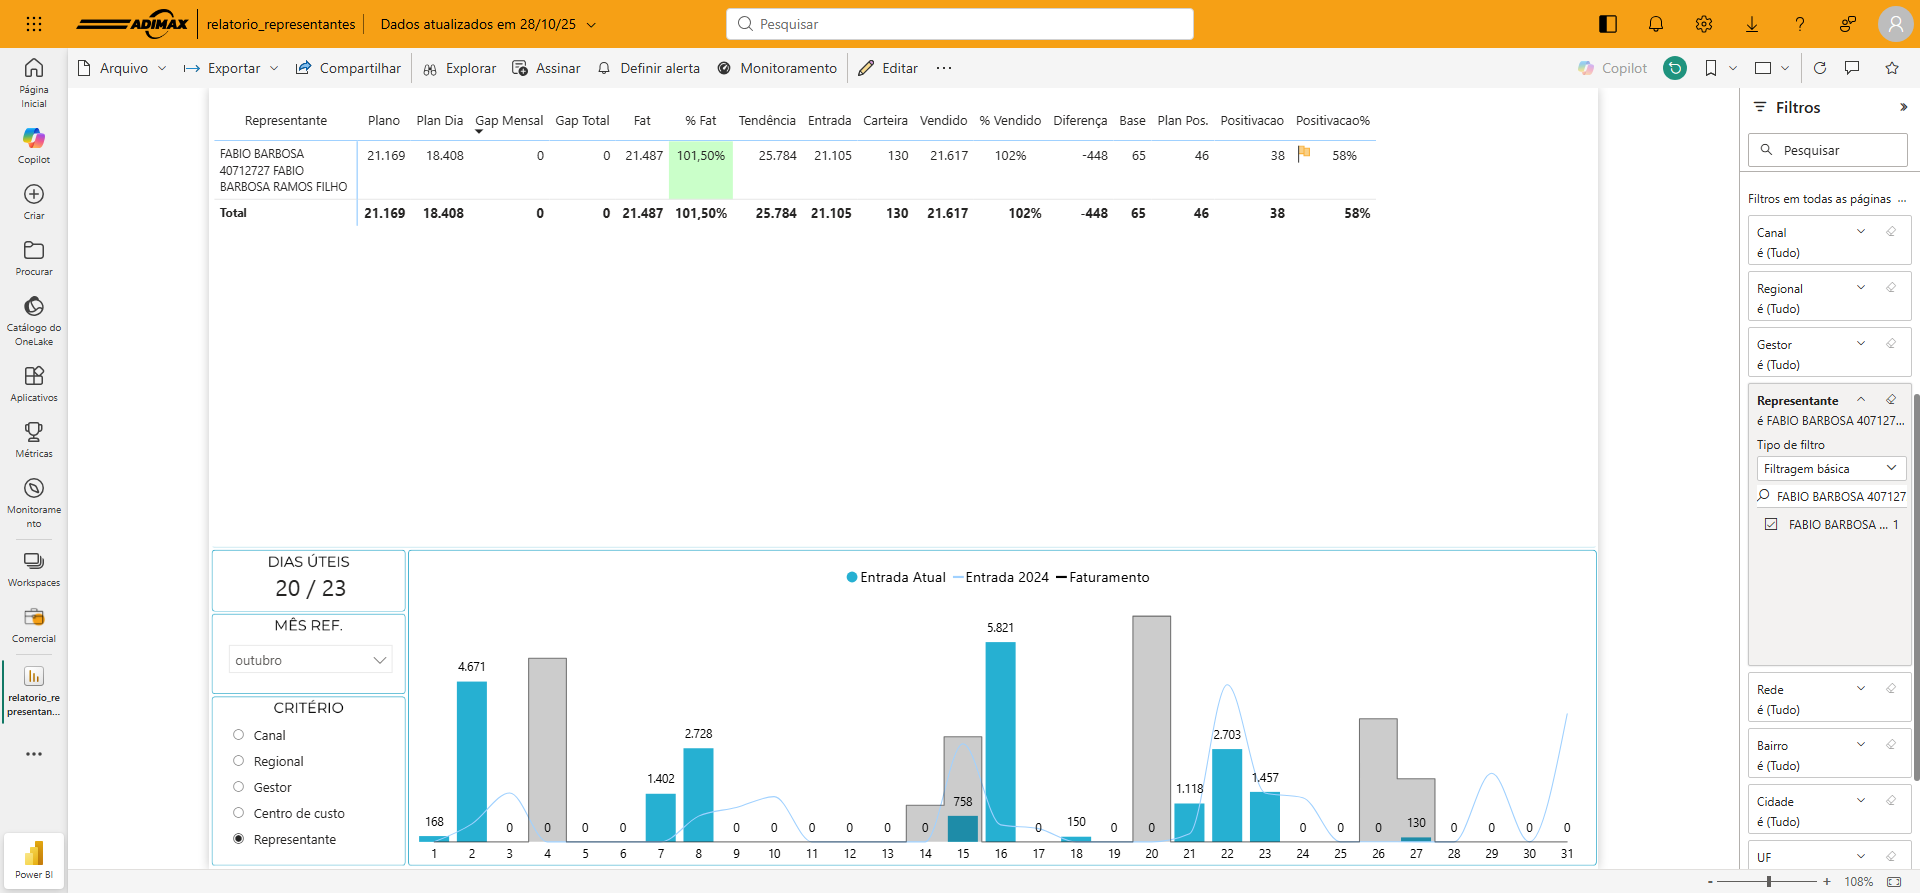 ADIMAX
relatorio_representantes
Dados atualizados em 28/10/25
Pesquisar
Arquivo
Exportar
Compartilhar
Explorar
Assinar
Definir alerta
Monitoramento
Editar
...
Copilot
Página
Inicial
Copilot
Criar
Procurar
Catálogo do
OneLake
Aplicativos
Métricas
Monitorame
nto
Workspaces
Comercial
relatorio_re
presentan...
Power BI
Representante Plano Plan Dia Gap Mensal Gap Total Fat % Fat Tendência Entrada Carteira Vendido % Vendido Diferença Base Plan Pos. Positivacao Positivacao%
FABIO BARBOSA
40712727 FABIO
BARBOSA RAMOS FILHO
21.169 18.408 0 0 21.487 101,50% 25.784 21.105 130 21.617 102% -448 65 46 38 58%
Total 21.169 18.408 0 0 21.487 101,50% 25.784 21.105 130 21.617 102% -448 65 46 38 58%
DIAS ÚTEIS
20 / 23
MÊS REF.
outubro
CRITÉRIO
Canal
Regional
Gestor
Centro de custo
Representante
Entrada Atual Entrada 2024 Faturamento
168 4.671 0 0 0 0 1.402 2.728 0 0 0 0 0 0 758 5.821 0 150 0 0 1.118 2.703 1.457 0 0 0 130 0 0 0 0
1 2 3 4 5 6 7 8 9 10 11 12 13 14 15 16 17 18 19 20 21 22 23 24 25 26 27 28 29 30 31
Filtros
Pesquisar
Filtros em todas as páginas ...
Canal
é (Tudo)
Regional
é (Tudo)
Gestor
é (Tudo)
Representante
é FABIO BARBOSA 407127...
Tipo de filtro
Filtragem básica
FABIO BARBOSA 407127
FABIO BARBOSA ... 1
Rede
é (Tudo)
Bairro
é (Tudo)
Cidade
é (Tudo)
UF
- + 108%